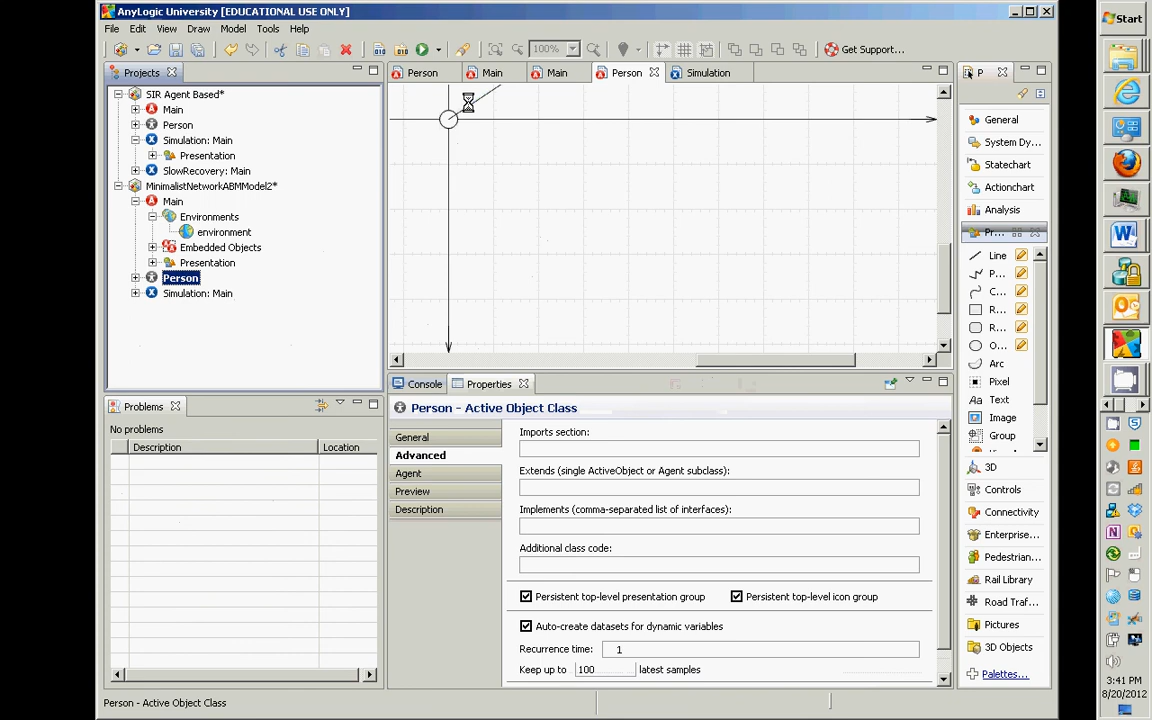 AnyLogic University [EDUCATIONAL USE ONLY]
Start
File Edit View Draw Model Tools Help
100%
Get Support...
Projects
Person
Main
Main
Person
Simulation
P
SIR Agent Based*
Main
Person
Simulation: Main
Presentation
SlowRecovery: Main
MinimalistNetworkABMModel2*
Main
Environments
environment
Embedded Objects
Presentation
Person
Simulation: Main
General
System Dy...
Statechart
Actionchart
Analysis
Pr...
Line
P...
C...
R...
R...
O...
Arc
Pixel
Text
Image
Group
3D
Controls
Connectivity
Enterprise...
Pedestrian...
Rail Library
Road Traf...
Pictures
3D Objects
Palettes...
Problems
No problems
Description
Location
Console
Properties
Person - Active Object Class
General
Advanced
Agent
Preview
Description
Imports section:
Extends (single ActiveObject or Agent subclass):
Implements (comma-separated list of interfaces):
Additional class code:
Persistent top-level presentation group
Persistent top-level icon group
Auto-create datasets for dynamic variables
Recurrence time: 1
Keep up to 100 latest samples
Person - Active Object Class
3:41 PM
8/20/2012